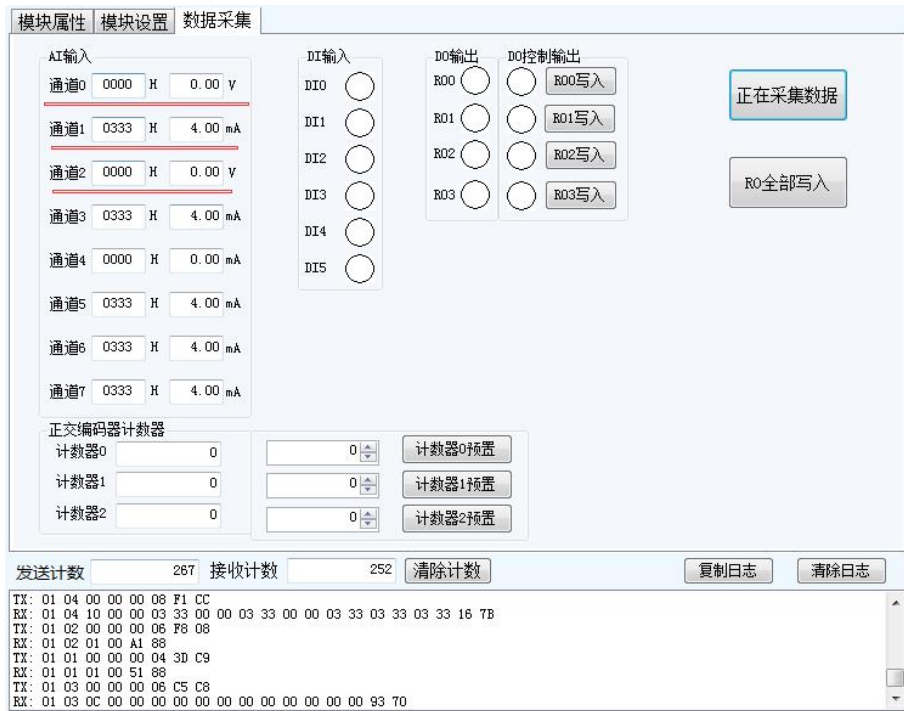 模块属性 模块设置 数据采集
AI输入 DI输入 DO输出 DO控制输出
通道0 0000 H 0.00 V DI0 RO0 RO0写入
正在采集数据
通道1 0333 H 4.00 mA DI1 RO1 RO1写入
通道2 0000 H 0.00 V DI2 RO2 RO2写入
RO全部写入
通道3 0333 H 4.00 mA DI3 RO3 RO3写入
通道4 0000 H 0.00 mA DI4
通道5 0333 H 4.00 mA DI5
通道6 0333 H 4.00 mA
通道7 0333 H 4.00 mA
正交编码器计数器
计数器0 0 0 计数器0预置
计数器1 0 0 计数器1预置
计数器2 0 0 计数器2预置
发送计数 267 接收计数 252 清除计数 复制日志 清除日志
TX: 01 04 00 00 00 08 F1 CC
RX: 01 04 10 00 00 03 33 00 00 03 33 00 00 03 33 03 33 03 33 16 7B
TX: 01 02 00 00 00 06 F8 08
RX: 01 02 01 00 A1 88
TX: 01 01 00 00 00 04 3D C9
RX: 01 01 01 00 51 88
TX: 01 03 00 00 00 06 C5 C8
RX: 01 03 0C 00 00 00 00 00 00 00 00 00 00 00 00 93 70